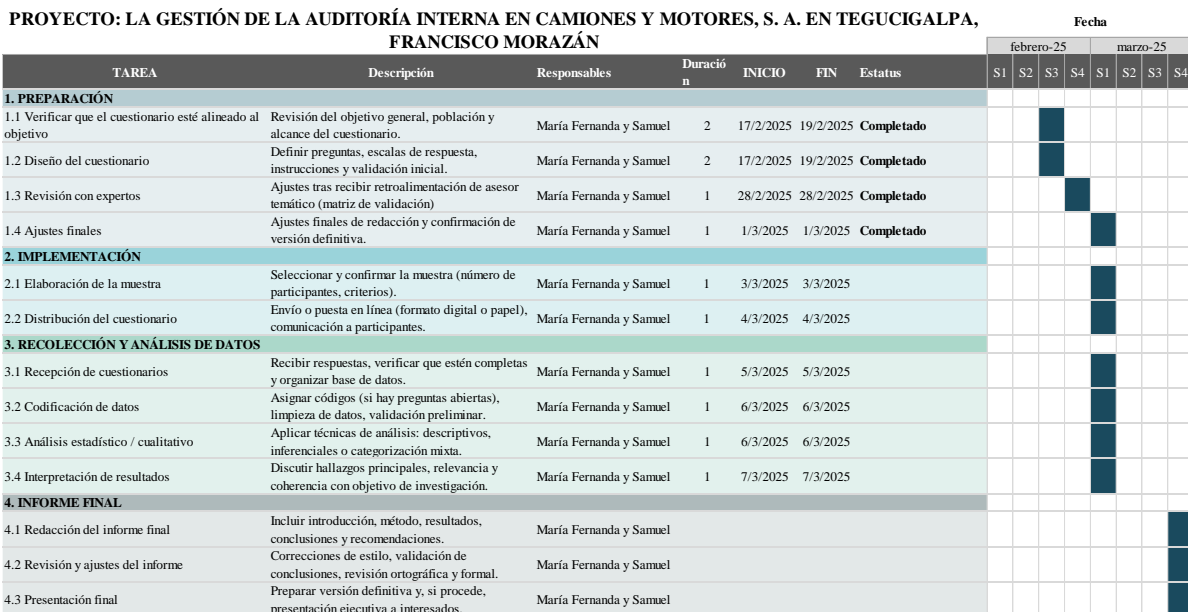 PROYECTO: LA GESTIÓN DE LA AUDITORÍA INTERNA EN CAMIONES Y MOTORES, S. A. EN TEGUCIGALPA,
FRANCISCO MORAZÁN
Fecha
febrero-25 marzo-25
TAREA Descripción Responsables Duració
n INICIO FIN Estatus S1 S2 S3 S4 S1 S2 S3 S4
1. PREPARACIÓN
1.1 Verificar que el cuestionario esté alineado al
objetivo
Revisión del objetivo general, población y
alcance del cuestionario.
María Fernanda y Samuel 2 17/2/2025 19/2/2025 Completado
1.2 Diseño del cuestionario
Definir preguntas, escalas de respuesta,
instrucciones y validación inicial.
María Fernanda y Samuel 2 17/2/2025 19/2/2025 Completado
1.3 Revisión con expertos
Ajustes tras recibir retroalimentación de asesor
temático (matriz de validación)
María Fernanda y Samuel 1 28/2/2025 28/2/2025 Completado
1.4 Ajustes finales
Ajustes finales de redacción y confirmación de
versión definitiva.
María Fernanda y Samuel 1 1/3/2025 1/3/2025 Completado
2. IMPLEMENTACIÓN
2.1 Elaboración de la muestra
Seleccionar y confirmar la muestra (número de
participantes, criterios).
María Fernanda y Samuel 1 3/3/2025 3/3/2025
2.2 Distribución del cuestionario
Envío o puesta en línea (formato digital o papel),
comunicación a participantes.
María Fernanda y Samuel 1 4/3/2025 4/3/2025
3. RECOLECCIÓN Y ANÁLISIS DE DATOS
3.1 Recepción de cuestionarios
Recibir respuestas, verificar que estén completas
y organizar base de datos.
María Fernanda y Samuel 1 5/3/2025 5/3/2025
3.2 Codificación de datos
Asignar códigos (si hay preguntas abiertas),
limpieza de datos, validación preliminar.
María Fernanda y Samuel 1 6/3/2025 6/3/2025
3.3 Análisis estadístico / cualitativo
Aplicar técnicas de análisis: descriptivos,
inferenciales o categorización mixta.
María Fernanda y Samuel 1 6/3/2025 6/3/2025
3.4 Interpretación de resultados
Discutir hallazgos principales, relevancia y
coherencia con objetivo de investigación.
María Fernanda y Samuel 1 7/3/2025 7/3/2025
4. INFORME FINAL
4.1 Redacción del informe final
Incluir introducción, método, resultados,
conclusiones y recomendaciones.
María Fernanda y Samuel
4.2 Revisión y ajustes del informe
Correcciones de estilo, validación de
conclusiones, revisión ortográfica y formal.
María Fernanda y Samuel
4.3 Presentación final
Preparar versión definitiva y, si procede,
presentación ejecutiva a interesados.
María Fernanda y Samuel